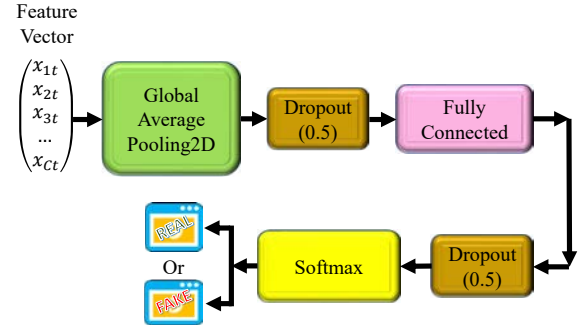 Feature
Vector
x₁ₜ
x₂ₜ
x₃ₜ
...
x_Ct
Global
Average
Pooling2D
Dropout
(0.5)
Fully
Connected
Dropout
(0.5)
Softmax
REAL
Or
FAKE